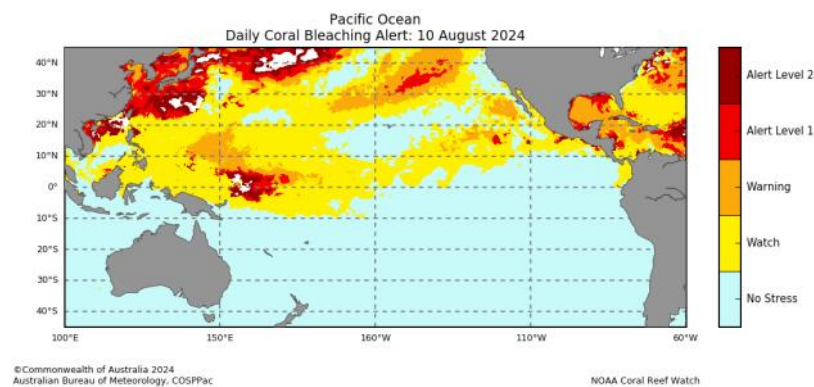 Pacific Ocean
Daily Coral Bleaching Alert: 10 August 2024
40°N
30°N
20°N
10°N
0°
10°S
20°S
30°S
40°S
100°E 150°E 160°W 110°W 60°W
Alert Level 2
Alert Level 1
Warning
Watch
No Stress
©Commonwealth of Australia 2024
Australian Bureau of Meteorology, COSPPac
NOAA Coral Reef Watch